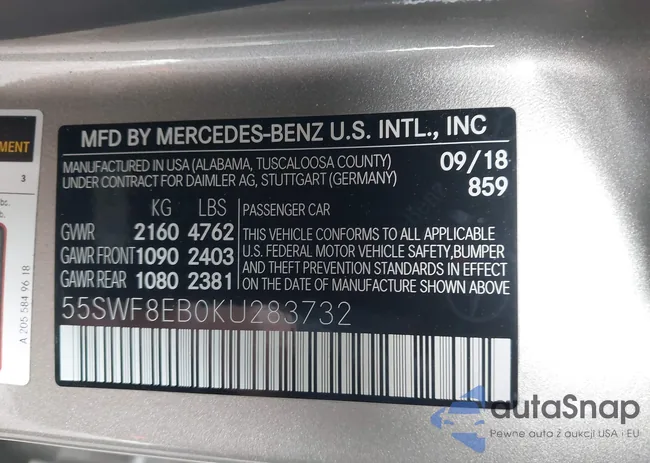 MFD BY MERCEDES-BENZ U.S. INTL., INC
MANUFACTURED IN USA (ALABAMA, TUSCALOOSA COUNTY)
UNDER CONTRACT FOR DAIMLER AG, STUTTGART (GERMANY)
09/18
859
KG LBS
GVWR 2160 4762
GAWR FRONT 1090 2403
GAWR REAR 1080 2381
PASSENGER CAR
THIS VEHICLE CONFORMS TO ALL APPLICABLE
U.S. FEDERAL MOTOR VEHICLE SAFETY,BUMPER
AND THEFT PREVENTION STANDARDS IN EFFECT
ON THE DATE OF MANUFACTURE SHOWN ABOVE
55SWF8EB0KU283732
MENT
3
bs.
A 205 584 96 18
autaSnap
Pewne auta z aukcji USA i EU